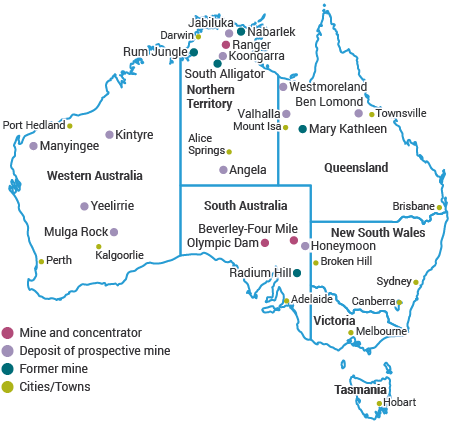 Jabiluka
Nabarlek
Darwin
Ranger
Rum Jungle
Koongarra
South Alligator
Northern
Territory
Westmoreland
Ben Lomond
Valhalla
Townsville
Mount Isa
Mary Kathleen
Port Hedland
Kintyre
Manyingee
Alice
Springs
Angela
Queensland
Western Australia
Yeelirrie
South Australia
Brisbane
Mulga Rock
Beverley-Four Mile
New South Wales
Olympic Dam
Honeymoon
Kalgoorlie
Perth
Broken Hill
Radium Hill
Sydney
Adelaide
Canberra
Victoria
Melbourne
Mine and concentrator
Deposit of prospective mine
Former mine
Cities/Towns
Tasmania
Hobart